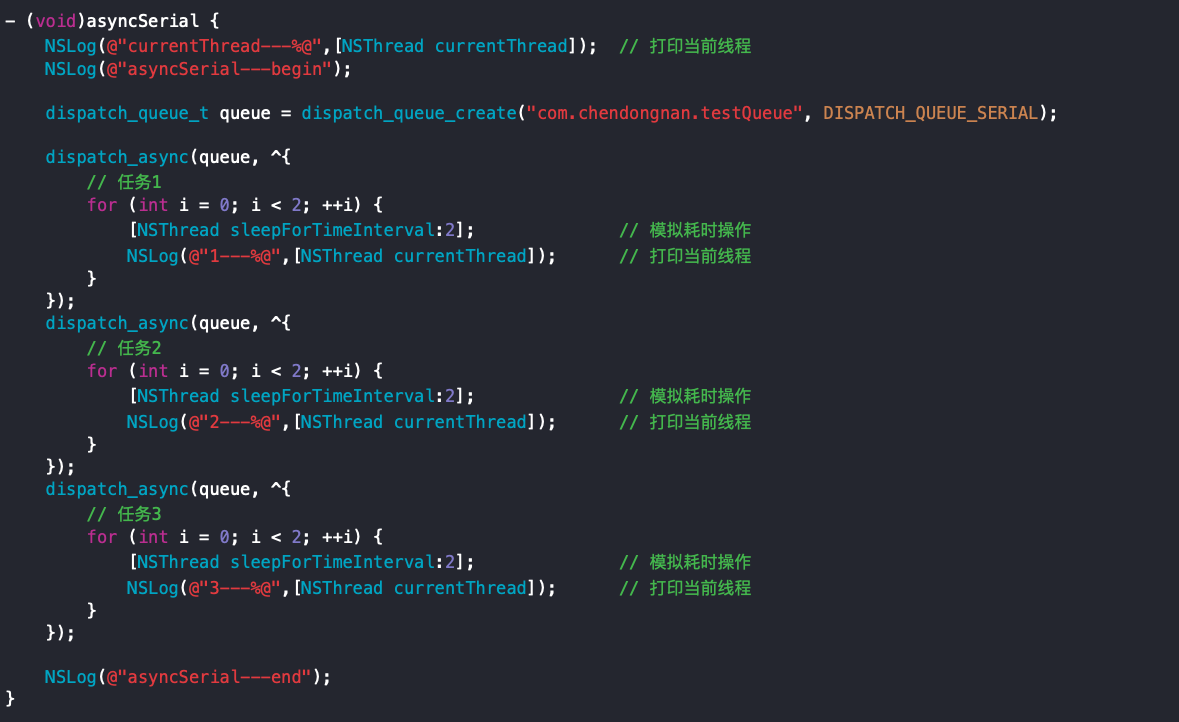 - (void)asyncSerial {
    NSLog(@"currentThread---%@",[NSThread currentThread]);  // 打印当前线程
    NSLog(@"asyncSerial---begin");

    dispatch_queue_t queue = dispatch_queue_create("com.chendongnan.testQueue", DISPATCH_QUEUE_SERIAL);

    dispatch_async(queue, ^{
        // 任务1
        for (int i = 0; i < 2; ++i) {
            [NSThread sleepForTimeInterval:2];              // 模拟耗时操作
            NSLog(@"1---%@",[NSThread currentThread]);      // 打印当前线程
        }
    });
    dispatch_async(queue, ^{
        // 任务2
        for (int i = 0; i < 2; ++i) {
            [NSThread sleepForTimeInterval:2];              // 模拟耗时操作
            NSLog(@"2---%@",[NSThread currentThread]);      // 打印当前线程
        }
    });
    dispatch_async(queue, ^{
        // 任务3
        for (int i = 0; i < 2; ++i) {
            [NSThread sleepForTimeInterval:2];              // 模拟耗时操作
            NSLog(@"3---%@",[NSThread currentThread]);      // 打印当前线程
        }
    });

    NSLog(@"asyncSerial---end");
}